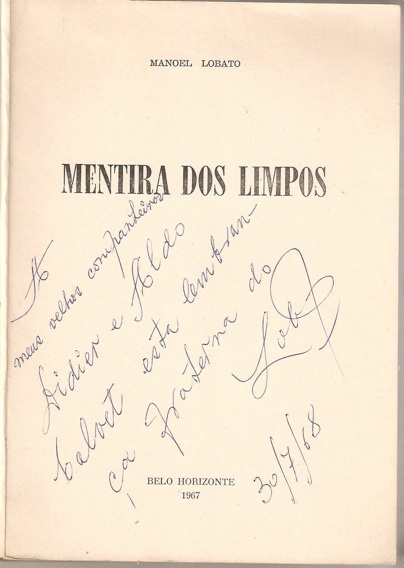 MANOEL LOBATO
MENTIRA DOS LIMPOS
A
meus velhos companheiros
Didier e Aldo
Calvet esta lembran-
ça fraterna do
Lobato
30/7/68
BELO HORIZONTE
1967